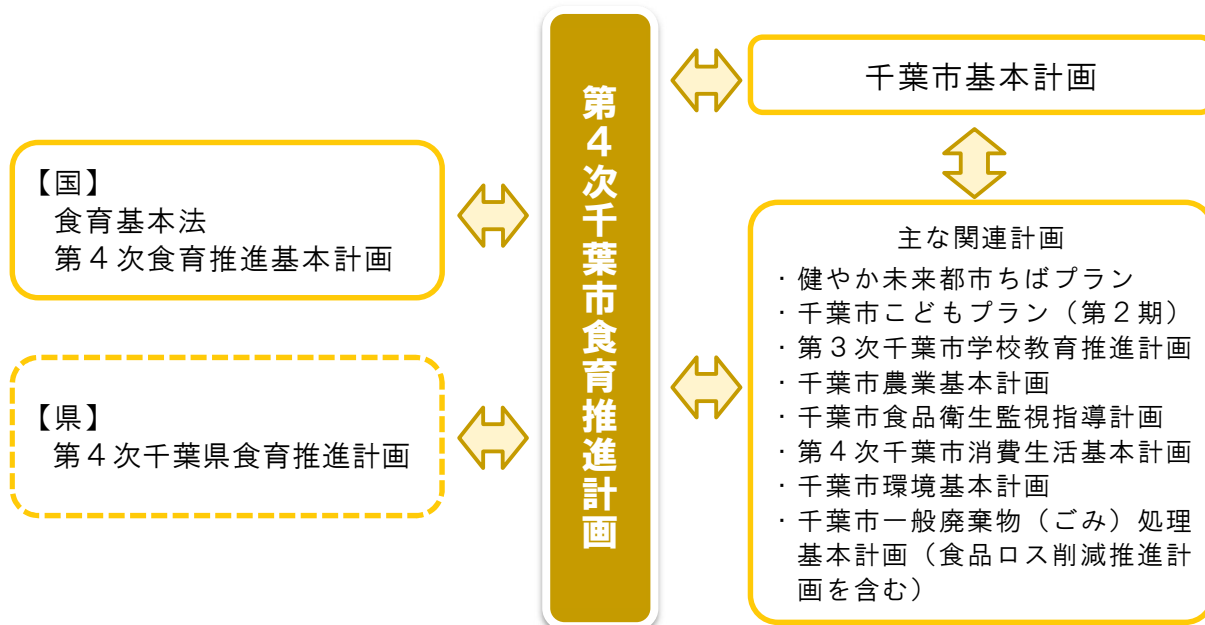 【国】
食育基本法
第４次食育推進基本計画
【県】
第４次千葉県食育推進計画
第４次千葉市食育推進計画
千葉市基本計画
主な関連計画
・健やか未来都市ちばプラン
・千葉市こどもプラン（第２期）
・第３次千葉市学校教育推進計画
・千葉市農業基本計画
・千葉市食品衛生監視指導計画
・第４次千葉市消費生活基本計画
・千葉市環境基本計画
・千葉市一般廃棄物（ごみ）処理
基本計画（食品ロス削減推進計
画を含む）